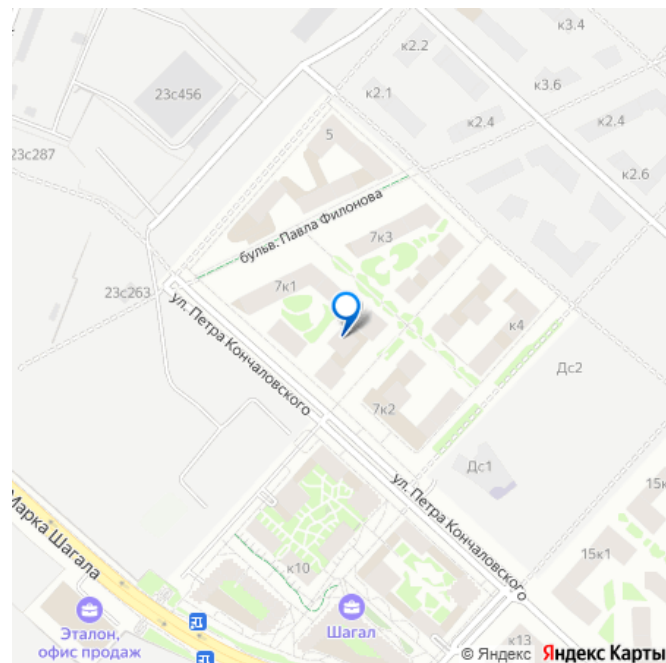 к3.4
к2.2
23с456
к2.1
к3.6
5
к2.4
к2.4
23с287
к2.6
бульв. Павла Филонова
7к3
23с263
7к1
ул. Петра Кончаловского
к4
Дс2
7к2
Дс1
ул. Петра Кончаловского
15к
Марка Шагала
15к1
к10
Эталон,
офис продаж
Шагал
к13
© Яндекс Яндекс Карты